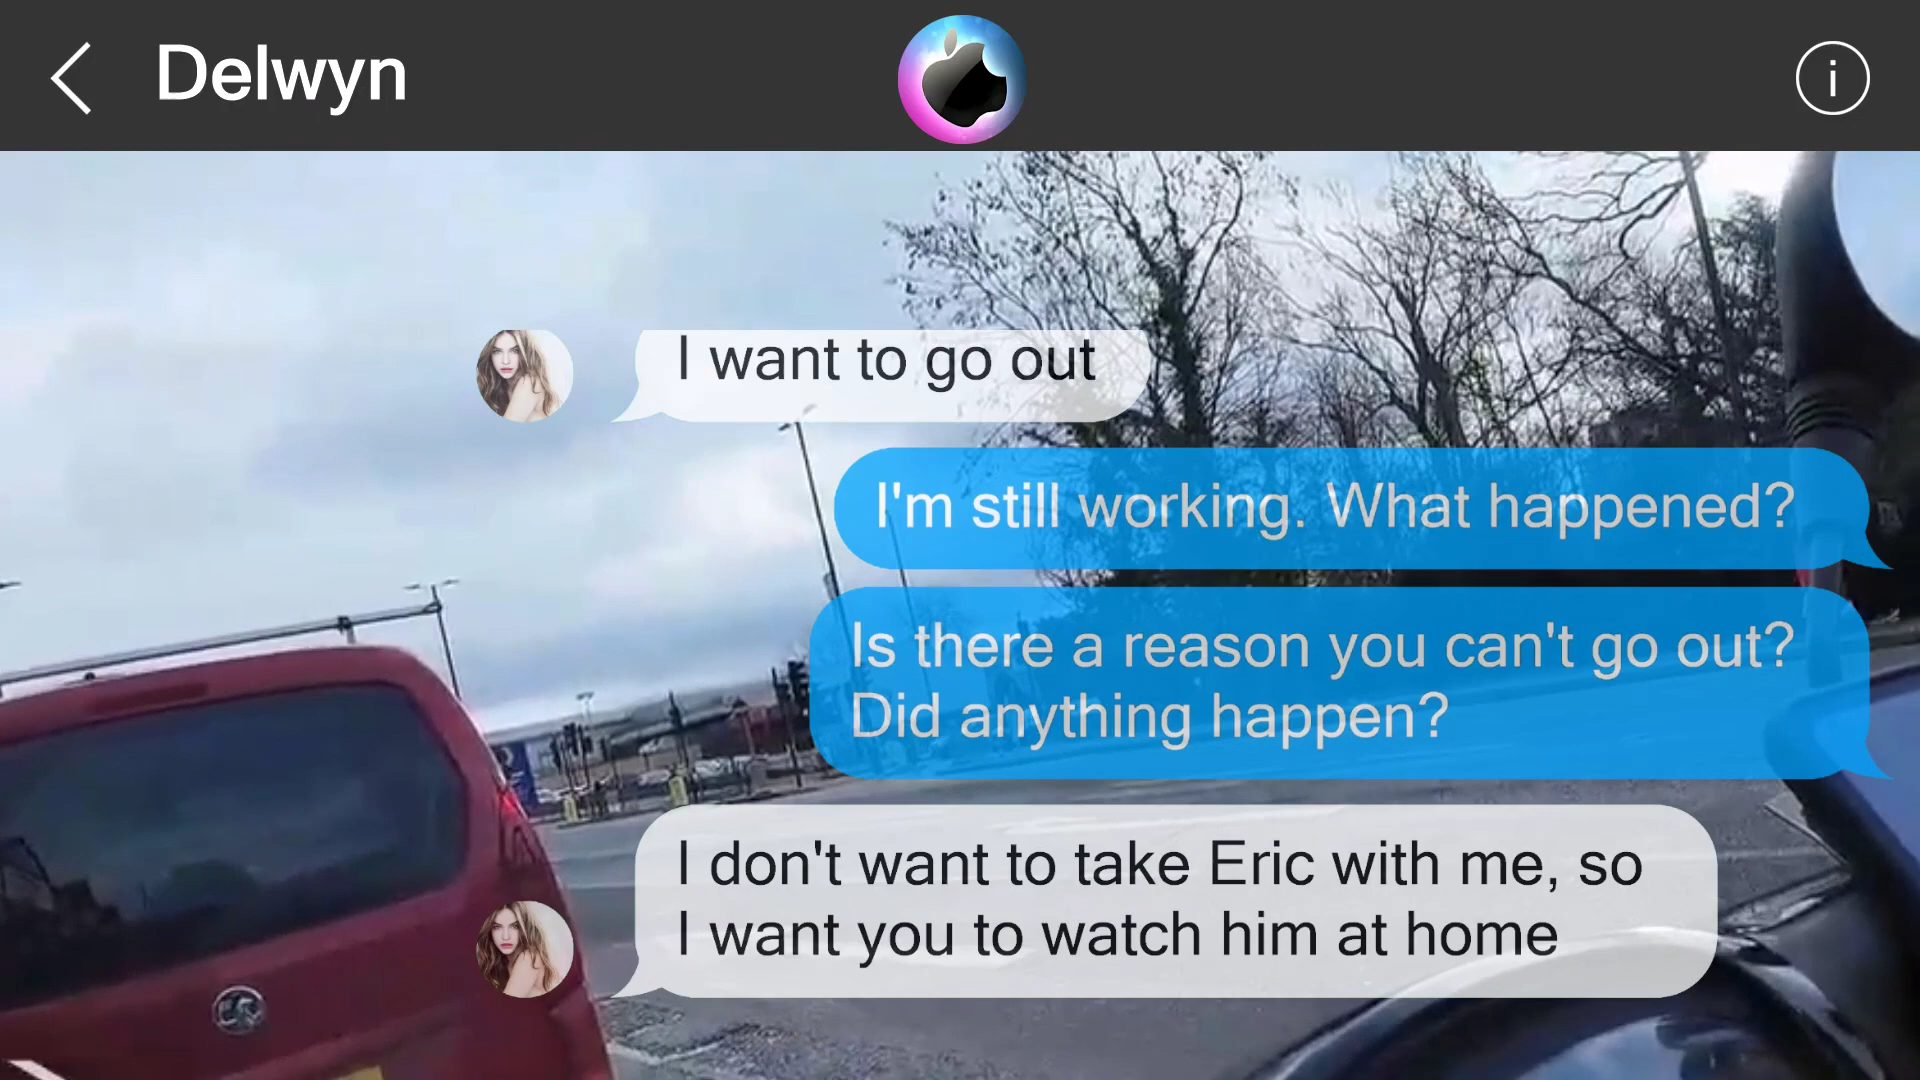 Delwyn
i
I want to go out
I'm still working. What happened?
Is there a reason you can't go out?
Did anything happen?
I don't want to take Eric with me, so
I want you to watch him at home